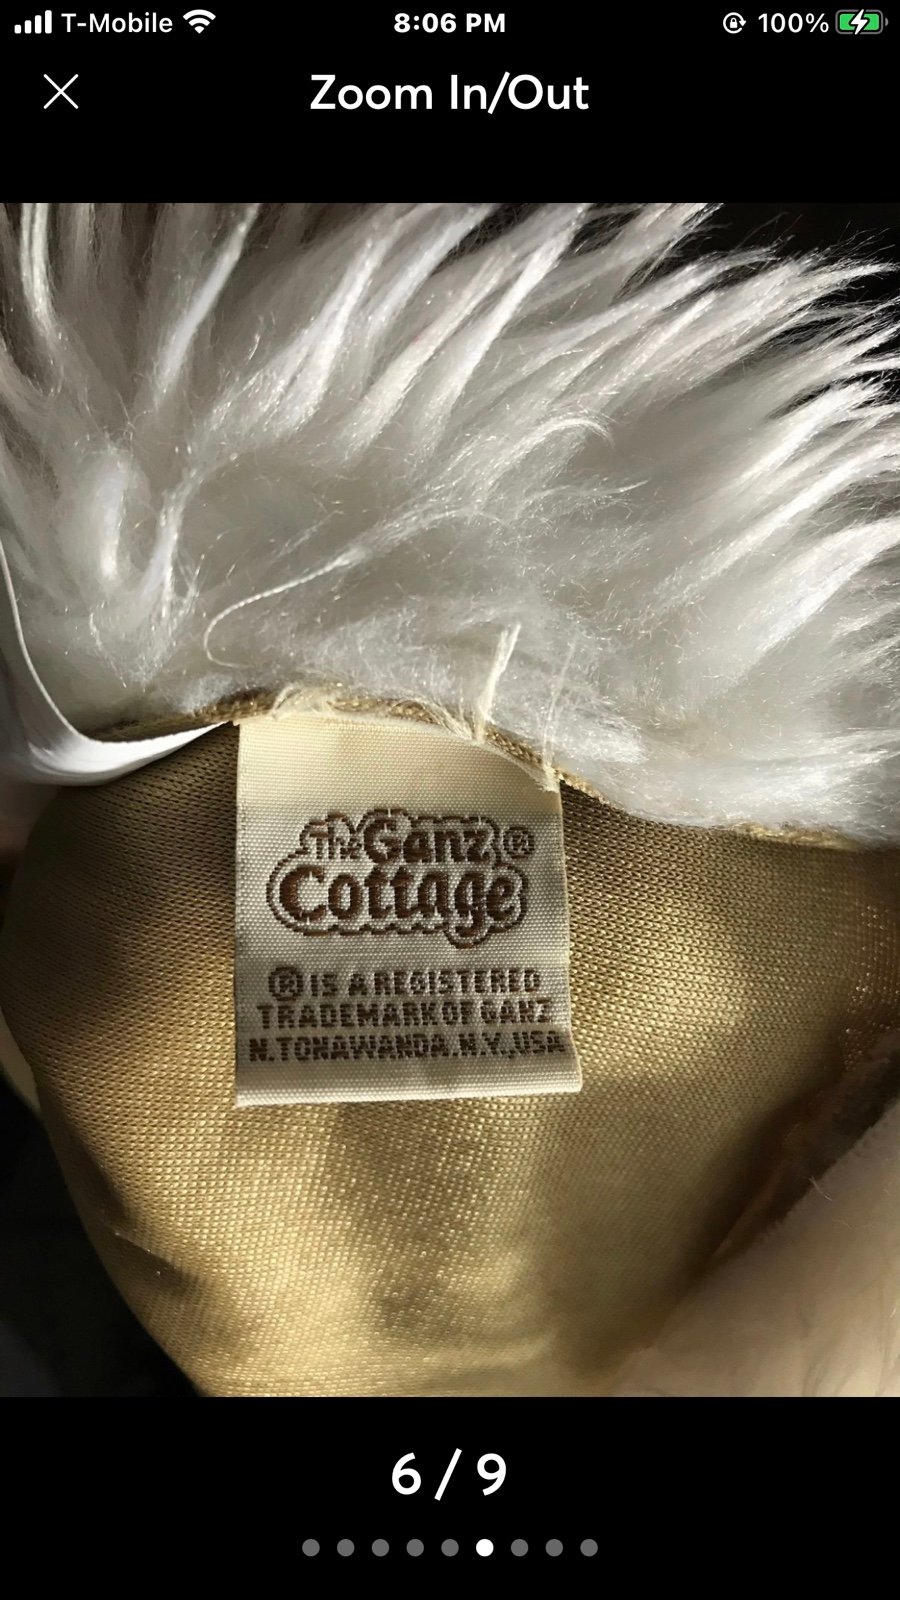 T-Mobile 8:06 PM 100%
Zoom In/Out
The Ganz®
Cottage
® IS A REGISTERED
TRADEMARK OF GANZ
N.TONAWANDA.N.Y.,USA
6 / 9